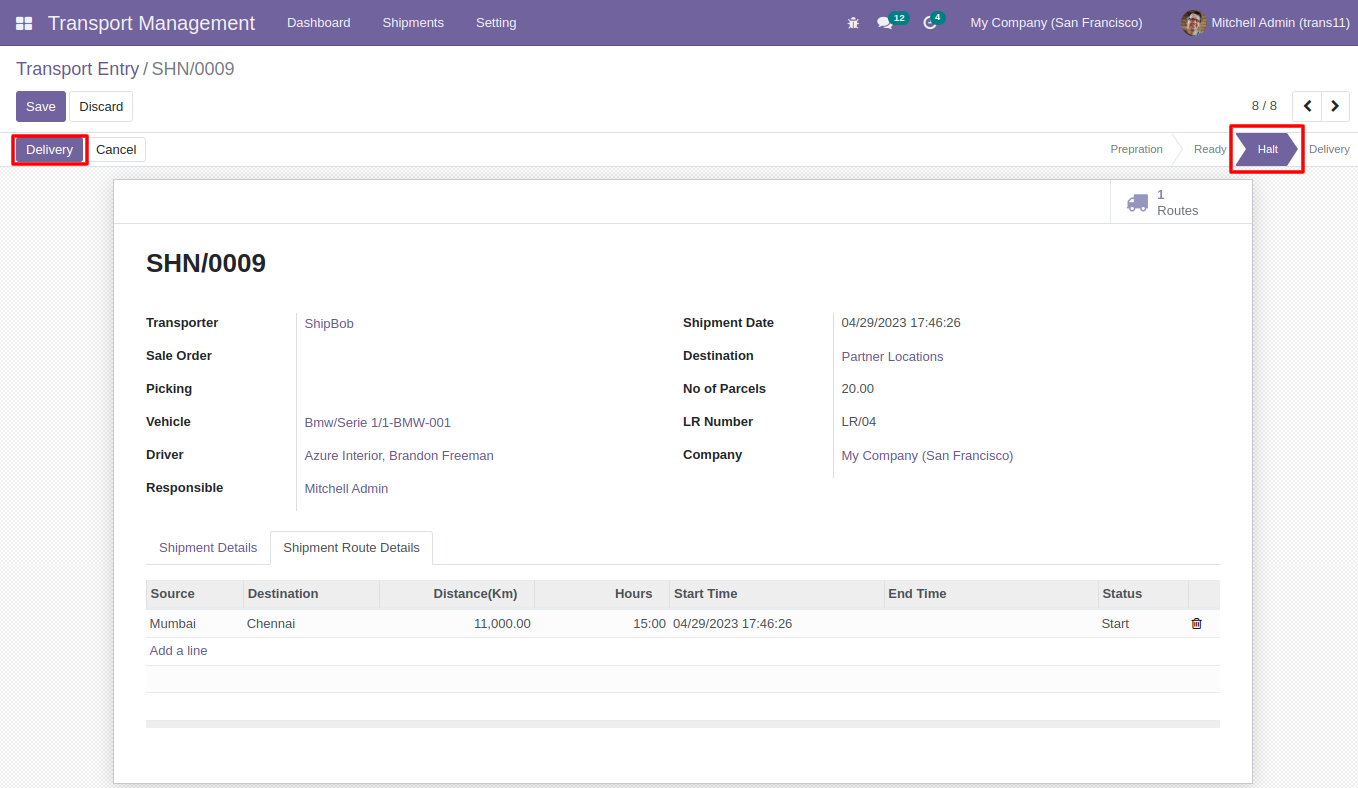 Transport Management Dashboard Shipments Setting 12 4 My Company (San Francisco) Mitchell Admin (trans11)
Transport Entry / SHN/0009
Save Discard 8 / 8
Delivery Cancel Prepration Ready Halt Delivery
1
Routes
SHN/0009
Transporter ShipBob Shipment Date 04/29/2023 17:46:26
Sale Order Destination Partner Locations
Picking No of Parcels 20.00
Vehicle Bmw/Serie 1/1-BMW-001 LR Number LR/04
Driver Azure Interior, Brandon Freeman Company My Company (San Francisco)
Responsible Mitchell Admin
Shipment Details Shipment Route Details
Source Destination Distance(Km) Hours Start Time End Time Status
Mumbai Chennai 11,000.00 15:00 04/29/2023 17:46:26 Start
Add a line